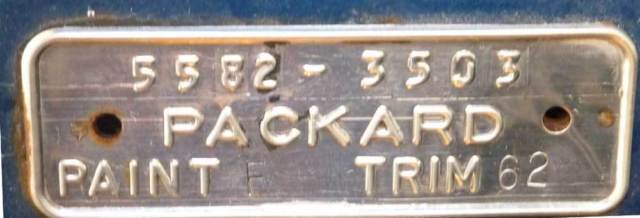 5582-3503
PACKARD
PAINT F TRIM 62